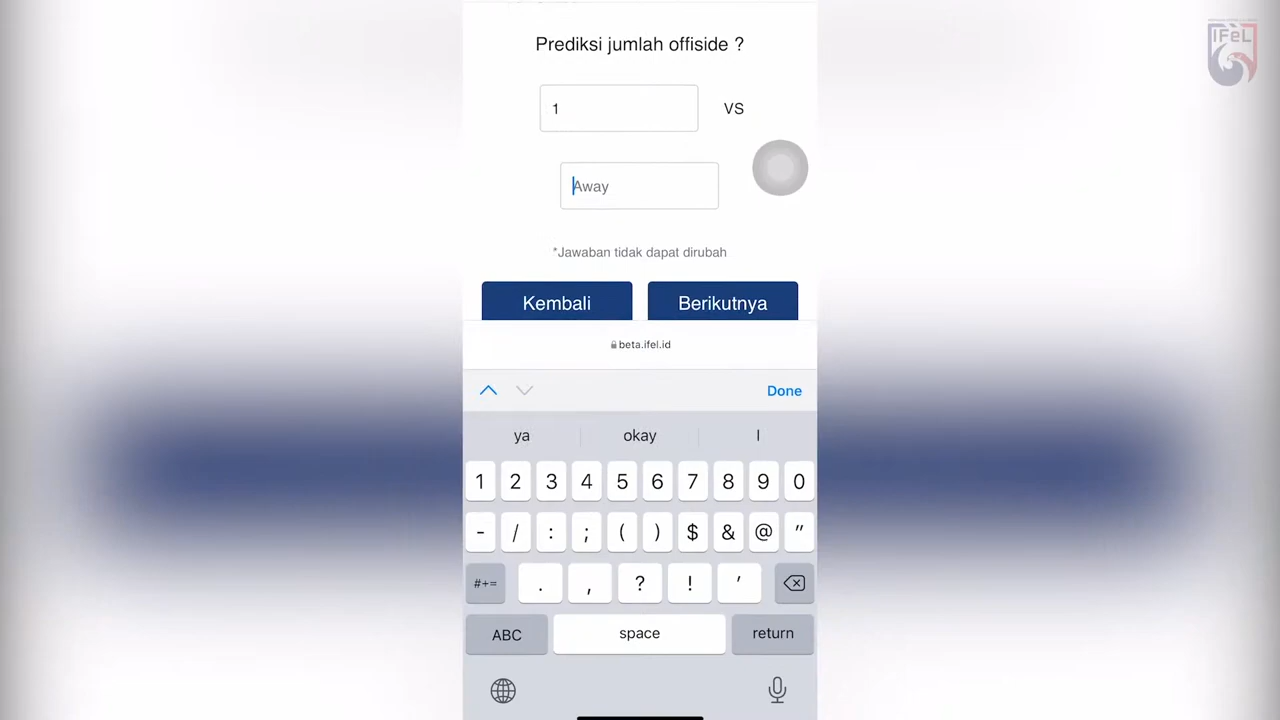 IFeL
Prediksi jumlah offiside ?
1 VS
Away
*Jawaban tidak dapat dirubah
Kembali Berikutnya
beta.ifel.id
Done
ya okay I
1 2 3 4 5 6 7 8 9 0
- / : ; ( ) $ & @ "
#+= . , ? ! ' 
ABC space return